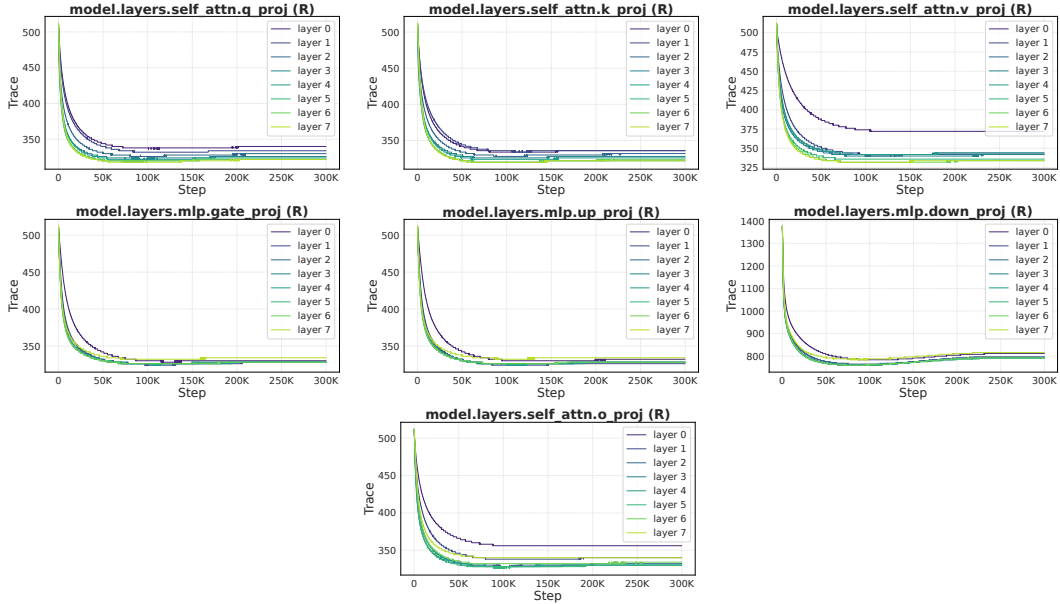 model.layers.self_attn.q_proj (R)
500
450
400
350
Trace
0
50K
100K
150K
200K
250K
300K
Step
layer 0
layer 1
layer 2
layer 3
layer 4
layer 5
layer 6
layer 7
model.layers.self_attn.k_proj (R)
500
450
400
350
Trace
0
50K
100K
150K
200K
250K
300K
Step
layer 0
layer 1
layer 2
layer 3
layer 4
layer 5
layer 6
layer 7
model.layers.self_attn.v_proj (R)
500
475
450
425
400
375
350
325
Trace
0
50K
100K
150K
200K
250K
300K
Step
layer 0
layer 1
layer 2
layer 3
layer 4
layer 5
layer 6
layer 7
model.layers.mlp.gate_proj (R)
500
450
400
350
Trace
0
50K
100K
150K
200K
250K
300K
Step
layer 0
layer 1
layer 2
layer 3
layer 4
layer 5
layer 6
layer 7
model.layers.mlp.up_proj (R)
500
450
400
350
Trace
0
50K
100K
150K
200K
250K
300K
Step
layer 0
layer 1
layer 2
layer 3
layer 4
layer 5
layer 6
layer 7
model.layers.mlp.down_proj (R)
1400
1300
1200
1100
1000
900
800
Trace
0
50K
100K
150K
200K
250K
300K
Step
layer 0
layer 1
layer 2
layer 3
layer 4
layer 5
layer 6
layer 7
model.layers.self_attn.o_proj (R)
500
450
400
350
Trace
0
50K
100K
150K
200K
250K
300K
Step
layer 0
layer 1
layer 2
layer 3
layer 4
layer 5
layer 6
layer 7